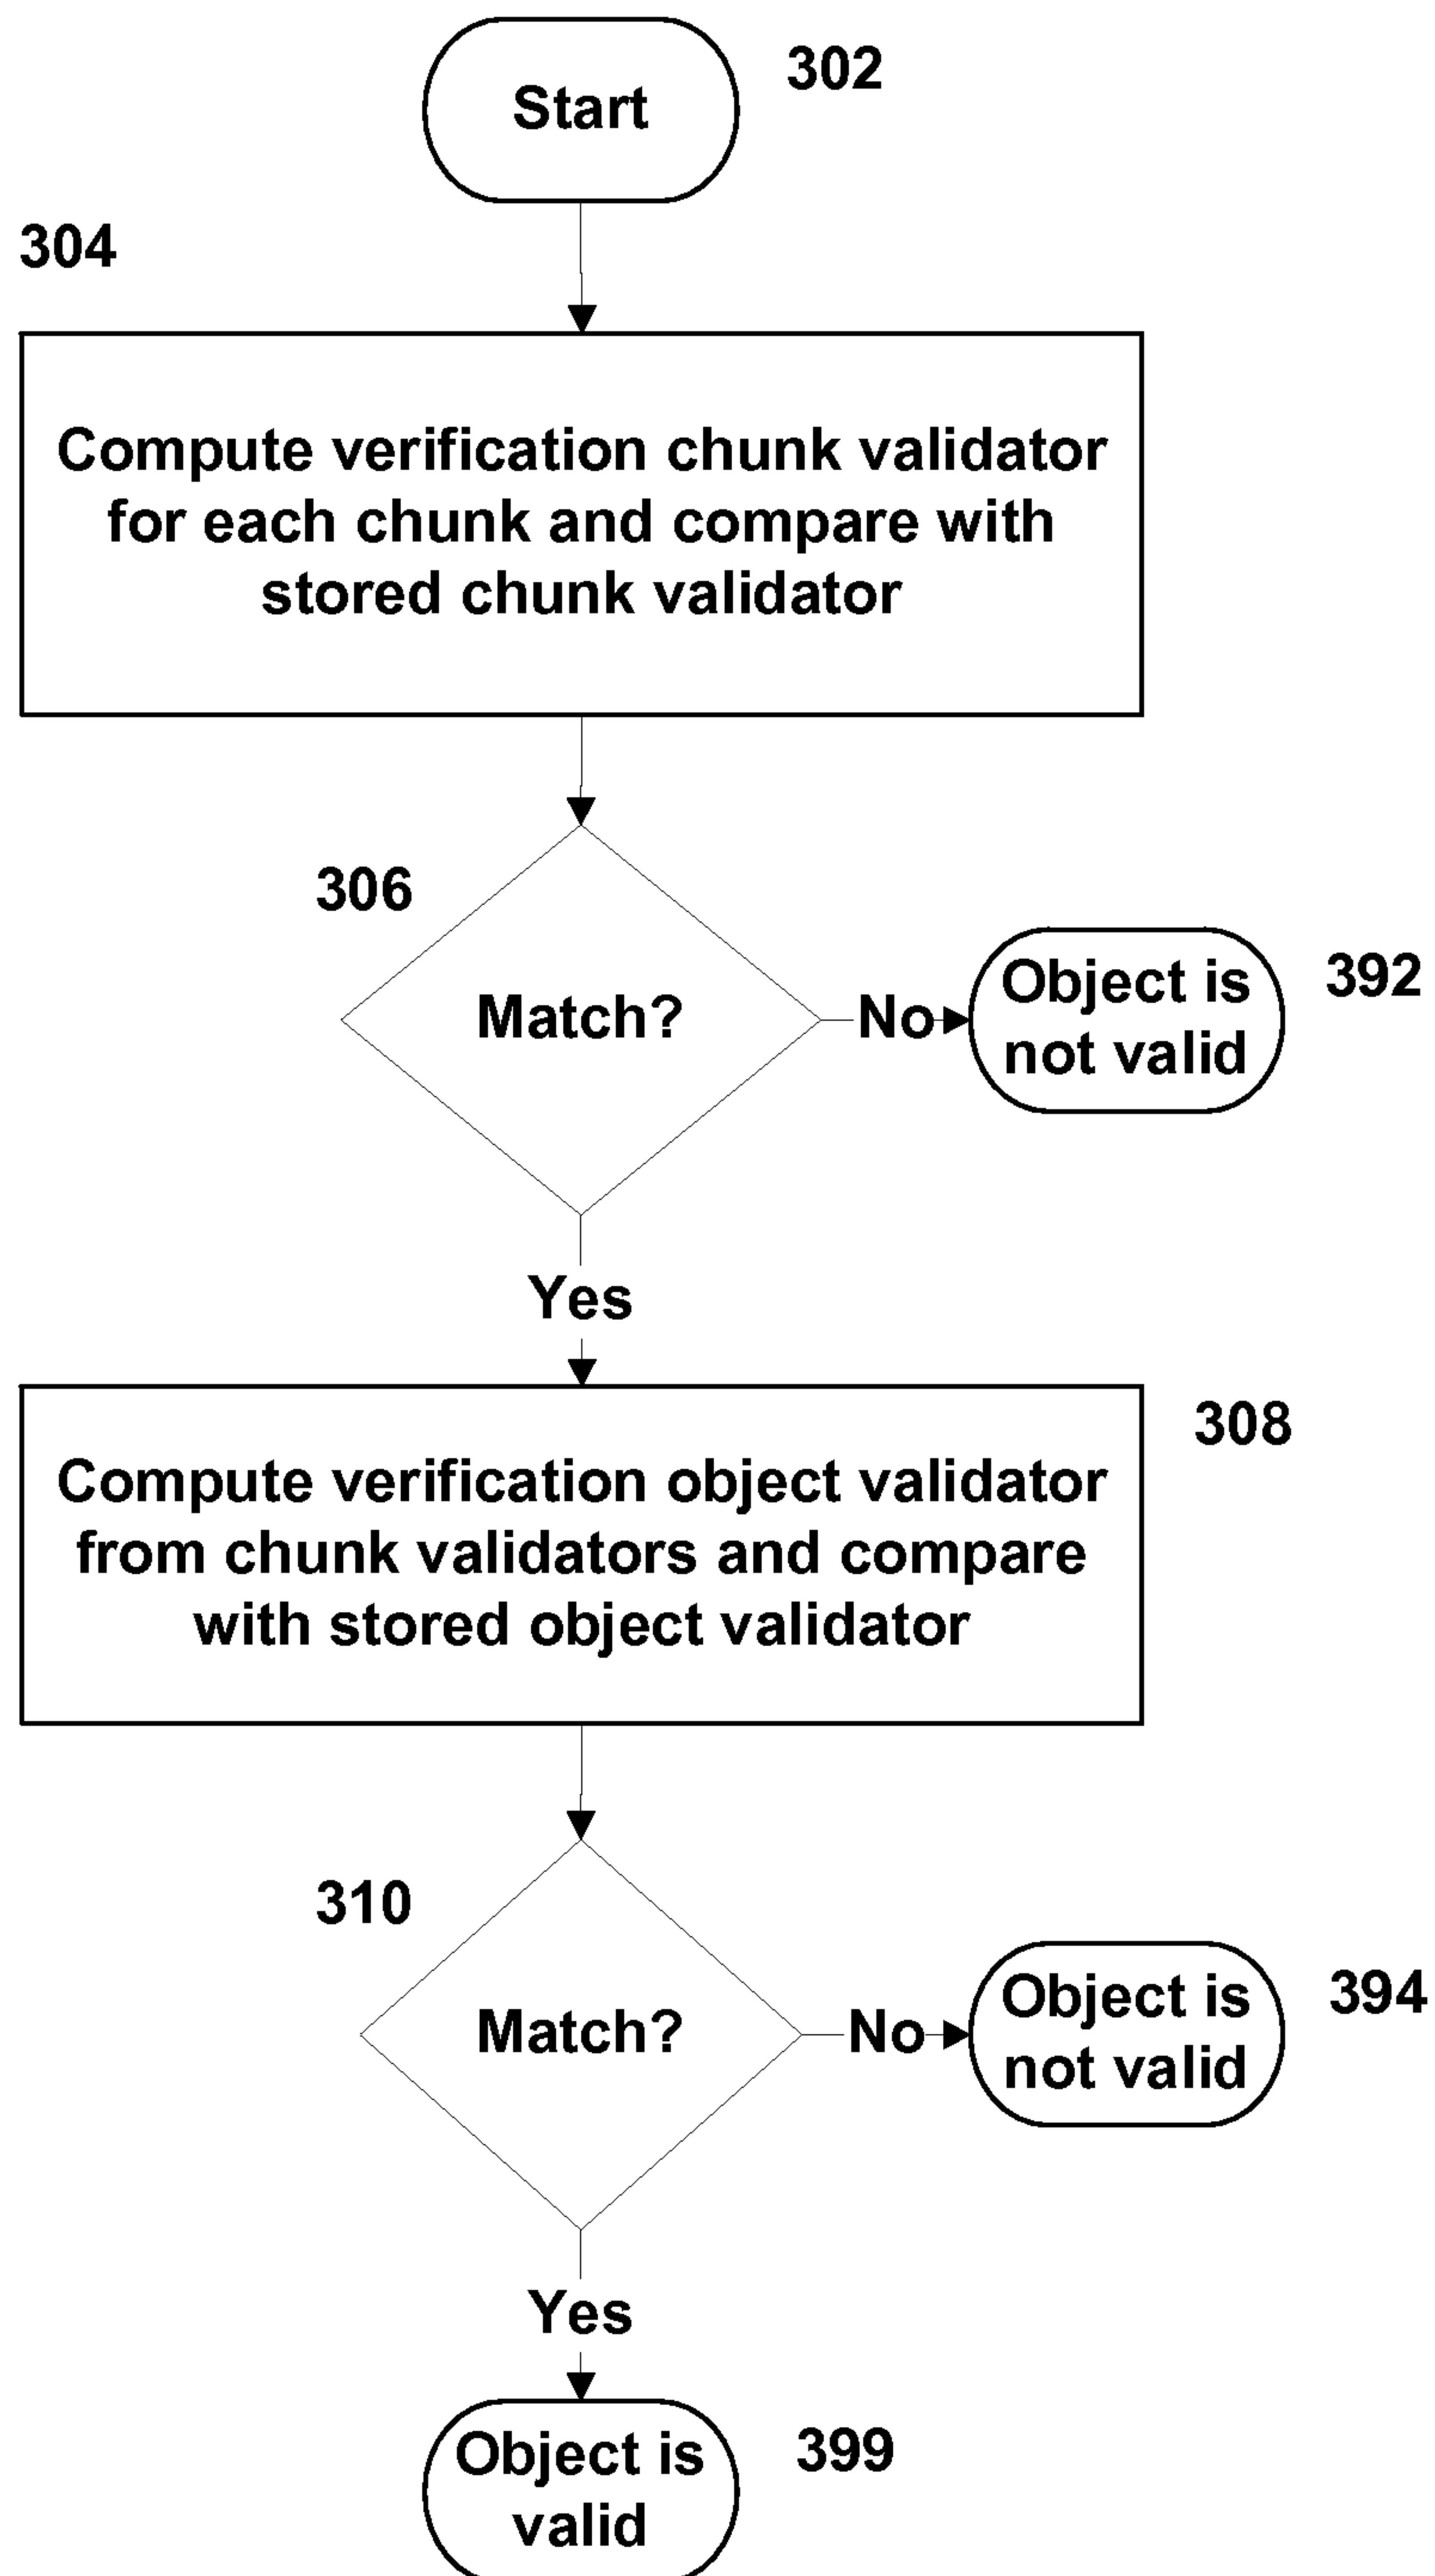 Start
302
304
Compute verification chunk validator
for each chunk and compare with
stored chunk validator
306
Match?
No
Object is
not valid
392
Yes
308
Compute verification object validator
from chunk validators and compare
with stored object validator
310
Match?
No
Object is
not valid
394
Yes
Object is
valid
399